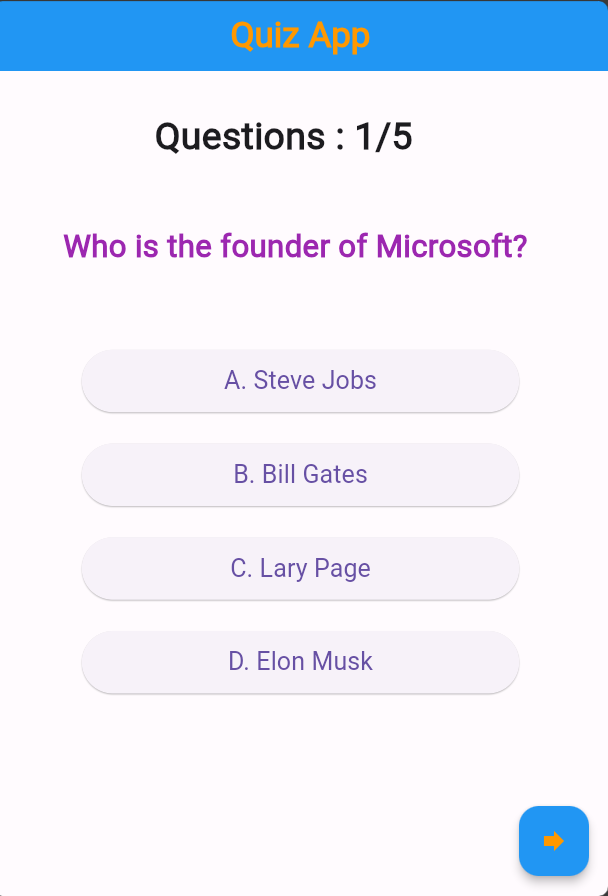 Quiz App
Questions : 1/5
Who is the founder of Microsoft?
A. Steve Jobs
B. Bill Gates
C. Lary Page
D. Elon Musk